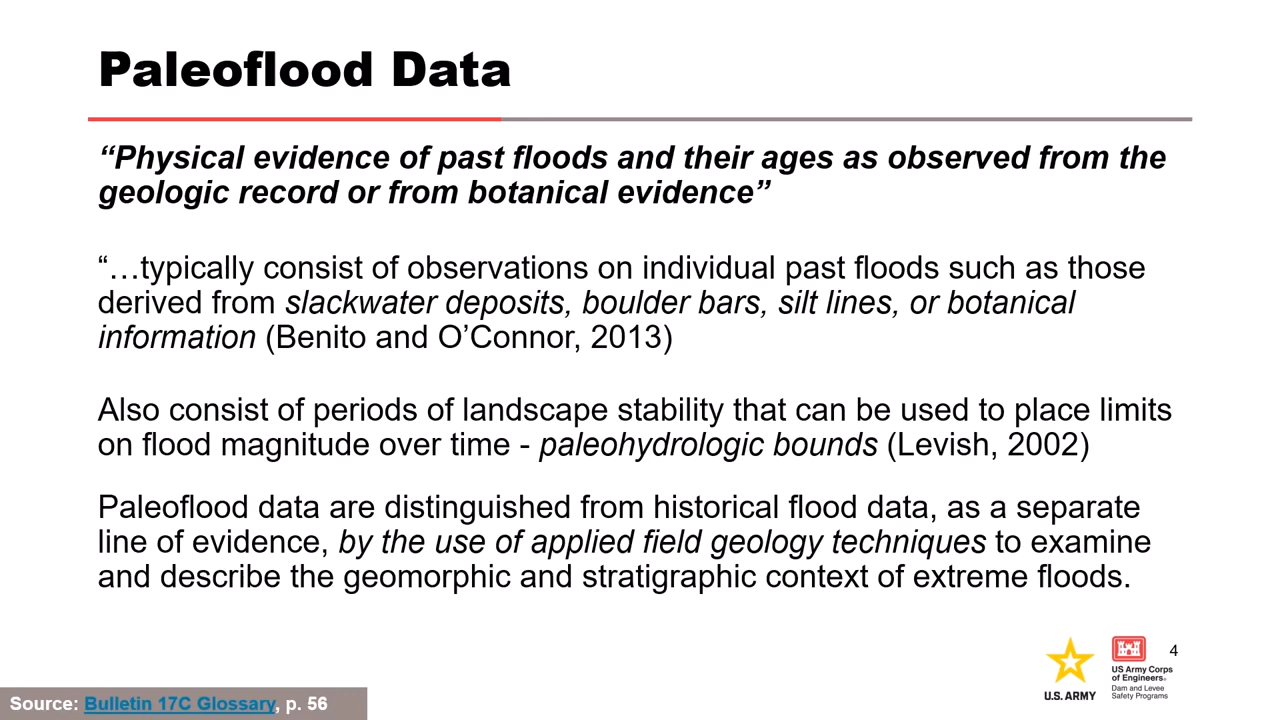 Paleoflood Data
“Physical evidence of past floods and their ages as observed from the
geologic record or from botanical evidence”
“…typically consist of observations on individual past floods such as those
derived from slackwater deposits, boulder bars, silt lines, or botanical
information (Benito and O’Connor, 2013)
Also consist of periods of landscape stability that can be used to place limits
on flood magnitude over time - paleohydrologic bounds (Levish, 2002)
Paleoflood data are distinguished from historical flood data, as a separate
line of evidence, by the use of applied field geology techniques to examine
and describe the geomorphic and stratigraphic context of extreme floods.
4
U.S. ARMY
US Army Corps
of Engineers®
Dam and Levee
Safety Programs
Source: Bulletin 17C Glossary, p. 56